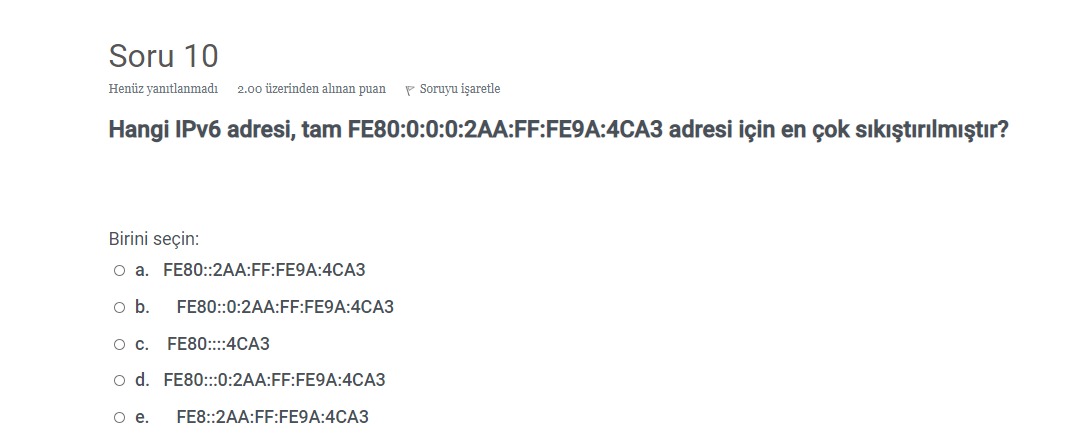 Soru 10
Henüz yanıtlanmadı 2.00 üzerinden alınan puan Soruyu işaretle
Hangi IPv6 adresi, tam FE80:0:0:0:2AA:FF:FE9A:4CA3 adresi için en çok sıkıştırılmıştır?
Birini seçin:
a. FE80::2AA:FF:FE9A:4CA3
b. FE80::0:2AA:FF:FE9A:4CA3
c. FE80::::4CA3
d. FE80:::0:2AA:FF:FE9A:4CA3
e. FE8::2AA:FF:FE9A:4CA3